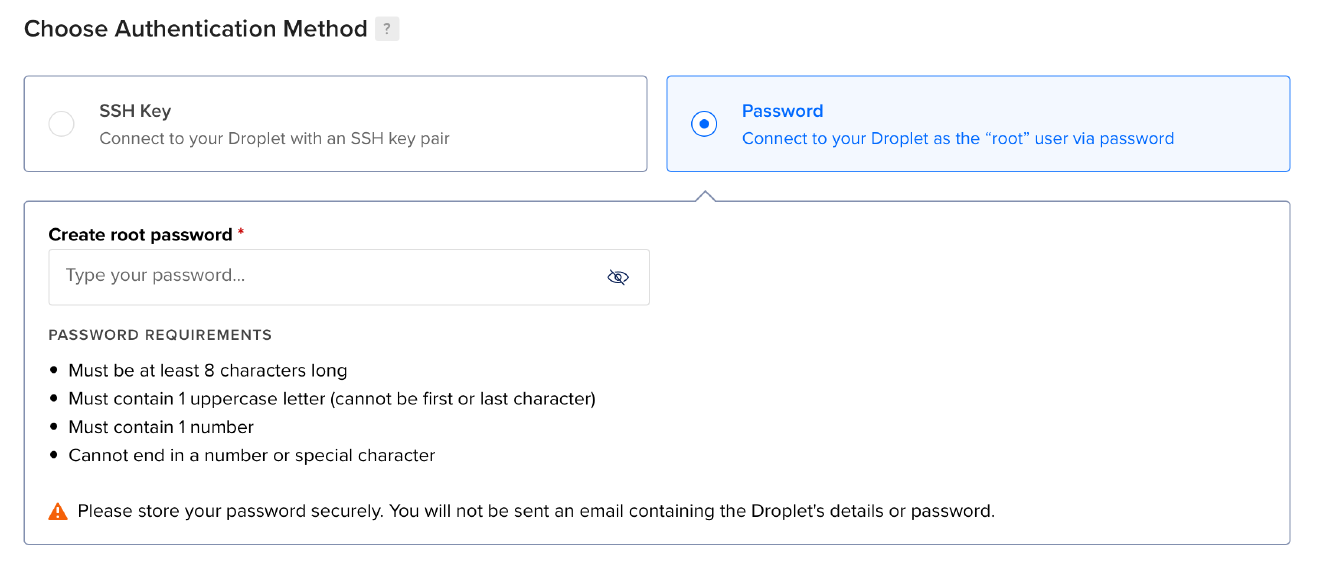 Choose Authentication Method ?
SSH Key
Connect to your Droplet with an SSH key pair
Password
Connect to your Droplet as the “root” user via password
Create root password *
Type your password...
PASSWORD REQUIREMENTS
• Must be at least 8 characters long
• Must contain 1 uppercase letter (cannot be first or last character)
• Must contain 1 number
• Cannot end in a number or special character
Please store your password securely. You will not be sent an email containing the Droplet's details or password.